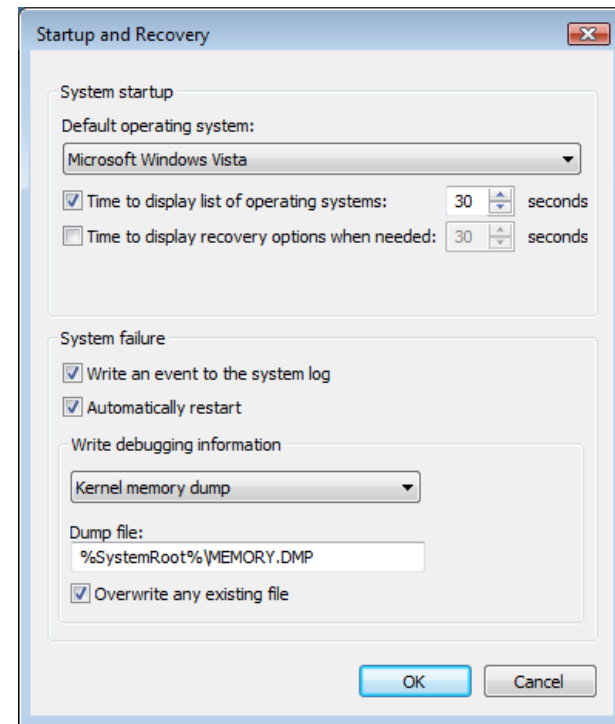 Startup and Recovery
System startup
Default operating system:
Microsoft Windows Vista
Time to display list of operating systems: 30 seconds
Time to display recovery options when needed: 30 seconds
System failure
Write an event to the system log
Automatically restart
Write debugging information
Kernel memory dump
Dump file:
%SystemRoot%\MEMORY.DMP
Overwrite any existing file
OK Cancel